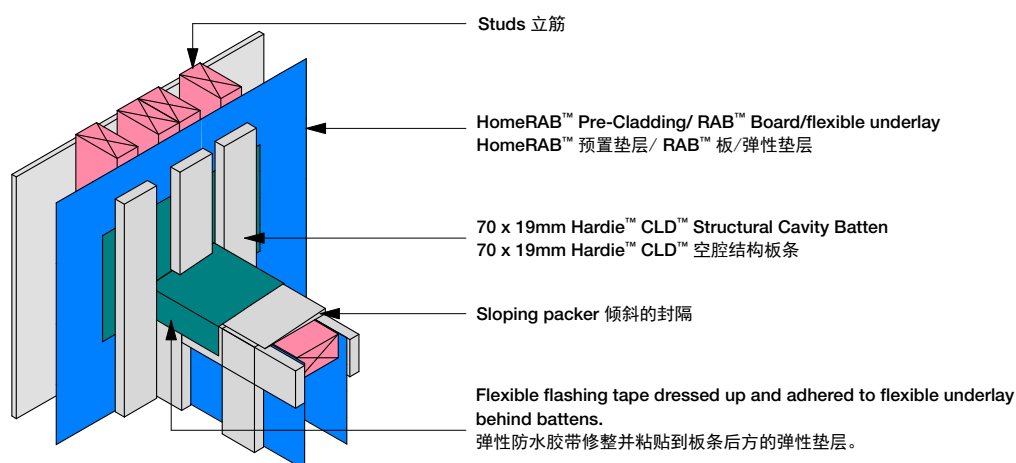 Studs 立筋
HomeRAB™ Pre-Cladding/ RAB™ Board/flexible underlay
HomeRAB™ 预置垫层/ RAB™ 板/弹性垫层
70 x 19mm Hardie™ CLD™ Structural Cavity Batten
70 x 19mm Hardie™ CLD™ 空腔结构板条
Sloping packer 倾斜的封隔
Flexible flashing tape dressed up and adhered to flexible underlay
behind battens.
弹性防水胶带修整并粘贴到板条后方的弹性垫层。